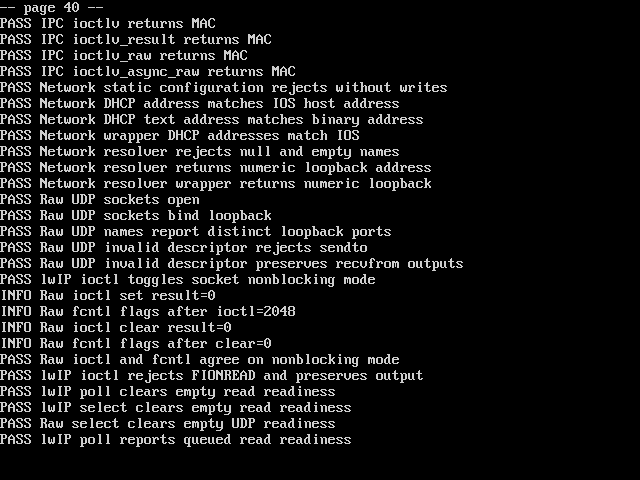 -- page 40 --
PASS IPC ioctlv returns MAC
PASS IPC ioctlv_result returns MAC
PASS IPC ioctlv_raw returns MAC
PASS IPC ioctlv_async_raw returns MAC
PASS Network static configuration rejects without writes
PASS Network DHCP address matches IOS host address
PASS Network DHCP text address matches binary address
PASS Network wrapper DHCP addresses match IOS
PASS Network resolver rejects null and empty names
PASS Network resolver returns numeric loopback address
PASS Network resolver wrapper returns numeric loopback
PASS Raw UDP sockets open
PASS Raw UDP sockets bind loopback
PASS Raw UDP names report distinct loopback ports
PASS Raw UDP invalid descriptor rejects sendto
PASS Raw UDP invalid descriptor preserves recvfrom outputs
PASS lwIP ioctl toggles socket nonblocking mode
INFO Raw ioctl set result=0
INFO Raw fcntl flags after ioctl=2048
INFO Raw ioctl clear result=0
INFO Raw fcntl flags after clear=0
PASS Raw ioctl and fcntl agree on nonblocking mode
PASS lwIP ioctl rejects FIONREAD and preserves output
PASS lwIP poll clears empty read readiness
PASS lwIP select clears empty read readiness
PASS Raw select clears empty UDP readiness
PASS lwIP poll reports queued read readiness